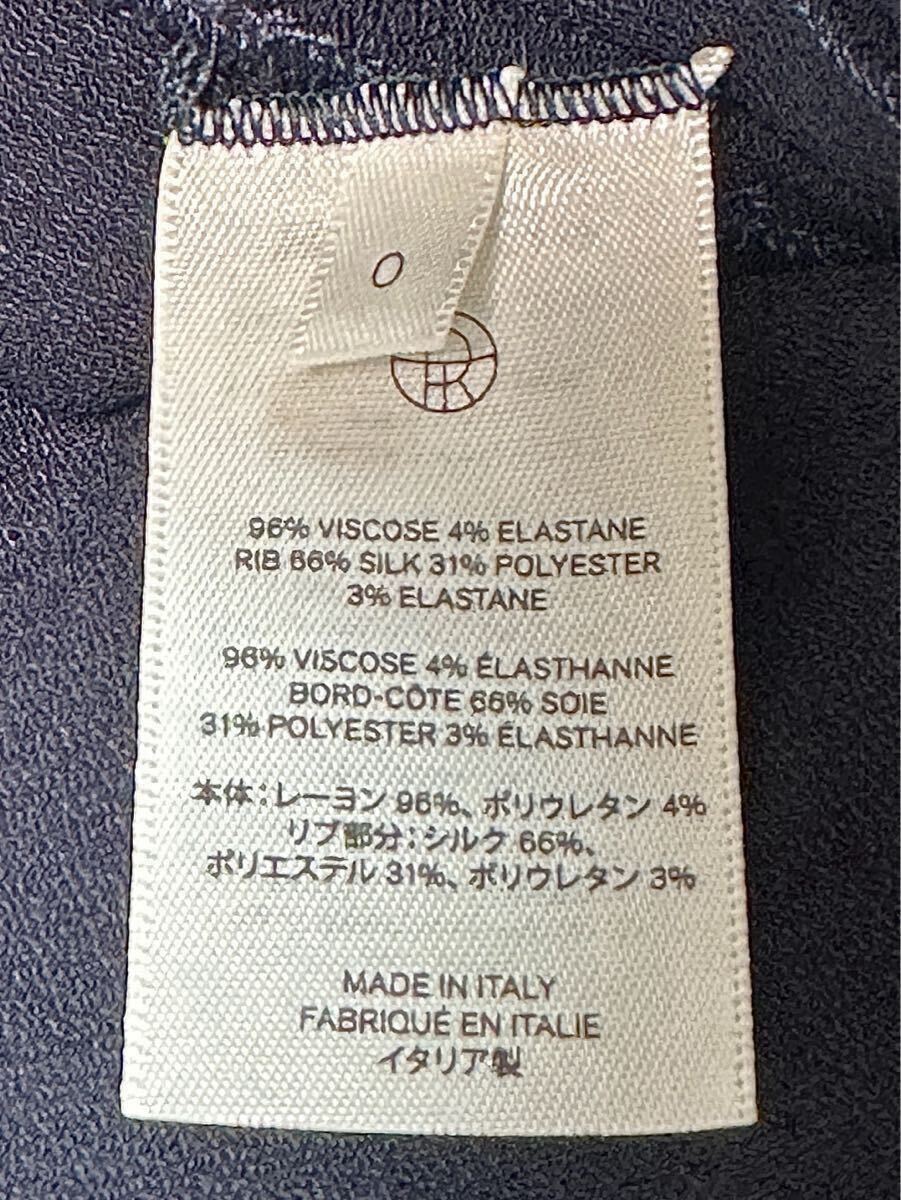 0
96% VISCOSE 4% ELASTANE
RIB 66% SILK 31% POLYESTER
3% ELASTANE
96% VISCOSE 4% ÉLASTHANNE
BORD-CÔTE 66% SOIE
31% POLYESTER 3% ÉLASTHANNE
本体：レーヨン 96%、ポリウレタン 4%
リブ部分：シルク 66%、
ポリエステル 31%、ポリウレタン 3%
MADE IN ITALY
FABRIQUÉ EN ITALIE
イタリア製